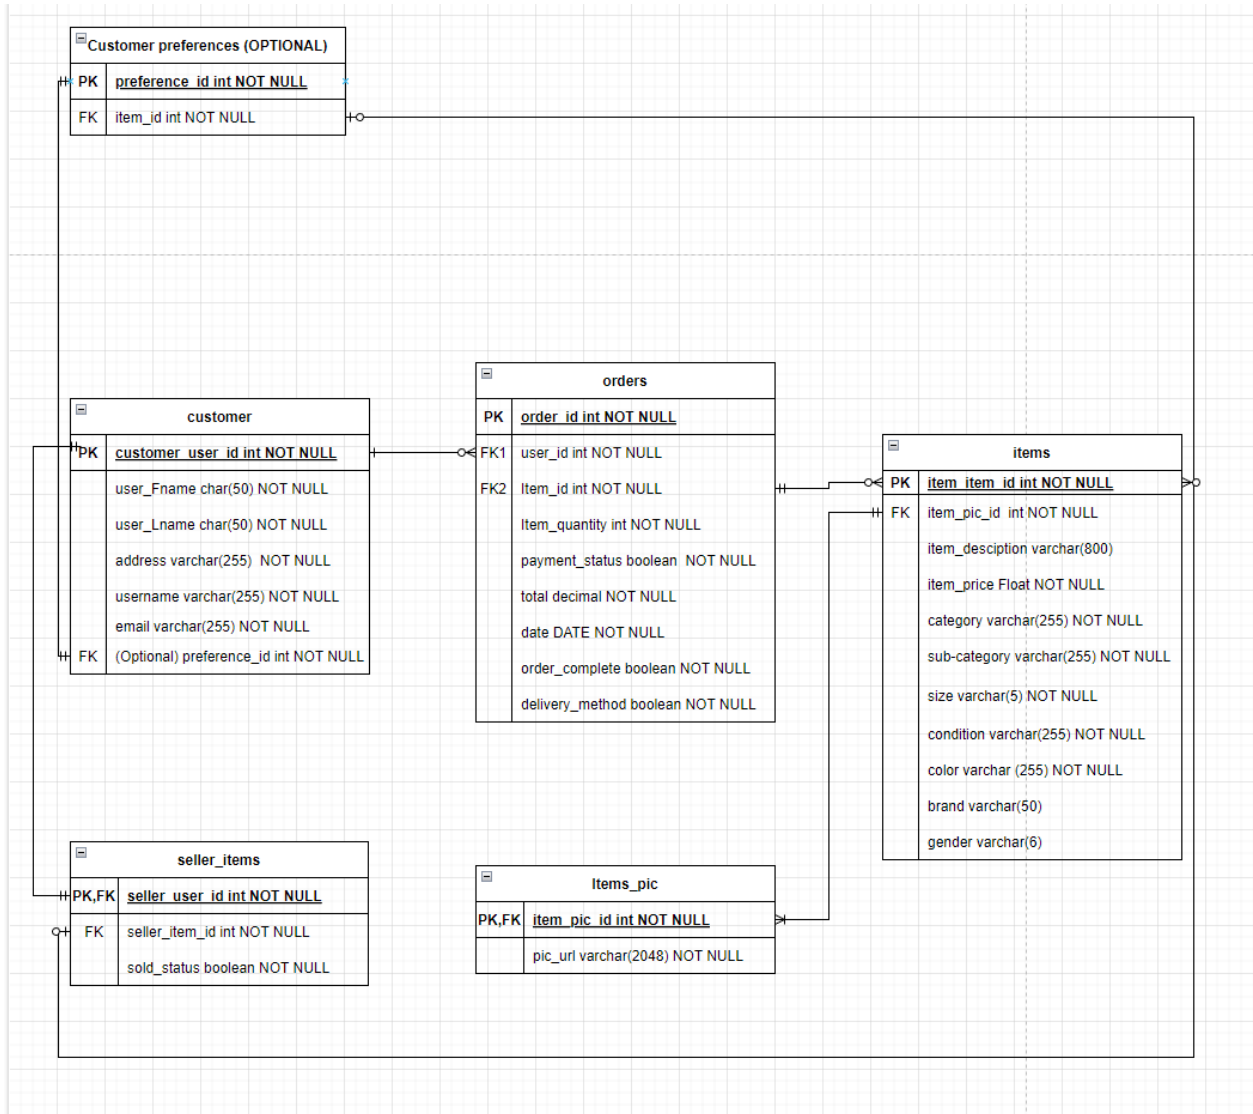 Customer preferences (OPTIONAL)
PK preference_id int NOT NULL
FK item_id int NOT NULL
customer
PK customer_user_id int NOT NULL
user_Fname char(50) NOT NULL
user_Lname char(50) NOT NULL
address varchar(255) NOT NULL
username varchar(255) NOT NULL
email varchar(255) NOT NULL
FK (Optional) preference_id int NOT NULL
orders
PK order_id int NOT NULL
FK1 user_id int NOT NULL
FK2 Item_id int NOT NULL
Item_quantity int NOT NULL
payment_status boolean NOT NULL
total decimal NOT NULL
date DATE NOT NULL
order_complete boolean NOT NULL
delivery_method boolean NOT NULL
items
PK item_item_id int NOT NULL
FK item_pic_id int NOT NULL
item_desciption varchar(800)
item_price Float NOT NULL
category varchar(255) NOT NULL
sub-category varchar(255) NOT NULL
size varchar(5) NOT NULL
condition varchar(255) NOT NULL
color varchar (255) NOT NULL
brand varchar(50)
gender varchar(6)
seller_items
PK,FK seller_user_id int NOT NULL
FK seller_item_id int NOT NULL
sold_status boolean NOT NULL
Items_pic
PK,FK item_pic_id int NOT NULL
pic_url varchar(2048) NOT NULL